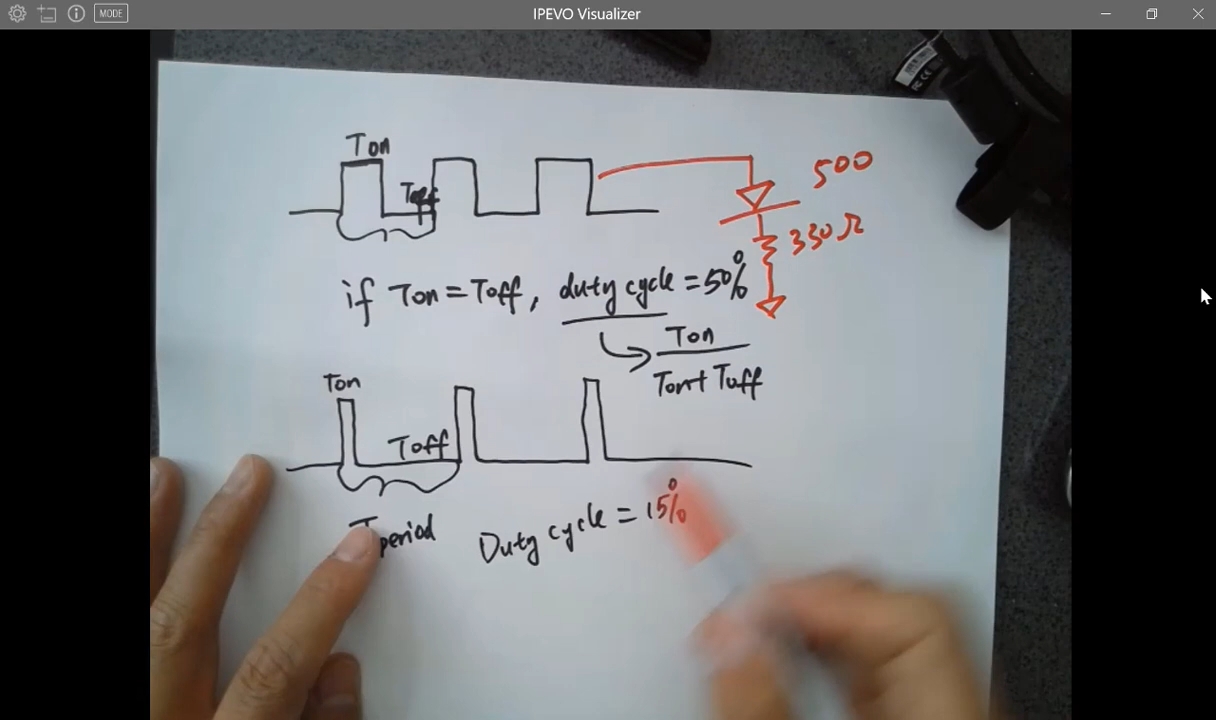 MODE
IPEVO Visualizer
Ton
Toff
500
330Ω
if Ton = Toff, duty cycle = 50%
Ton
Ton + Toff
Ton
Toff
Tperiod
Duty cycle = 15%